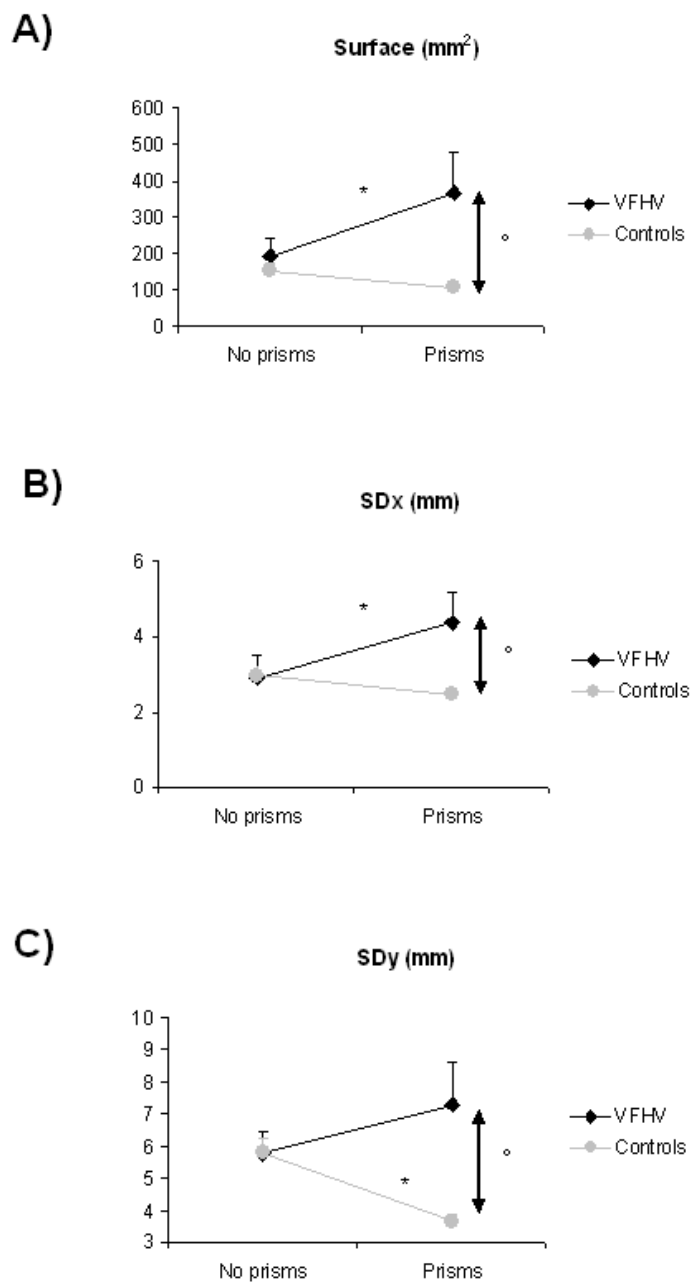 A)
Surface (mm²)
600
500
400
300
200
100
0
*
°
No prisms Prisms
VFHV
Controls
B)
SDx (mm)
6
4
2
0
*
°
No prisms Prisms
VFHV
Controls
C)
SDy (mm)
10
9
8
7
6
5
4
3
*
°
No prisms Prisms
VFHV
Controls